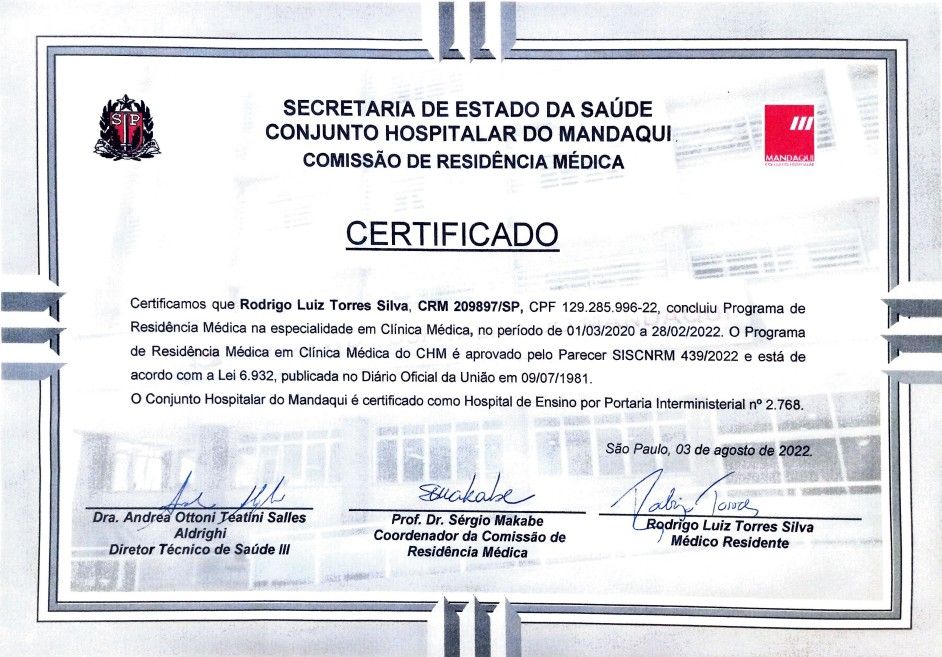 SECRETARIA DE ESTADO DA SAÚDE
CONJUNTO HOSPITALAR DO MANDAQUI
COMISSÃO DE RESIDÊNCIA MÉDICA
SP
MANDAQUI
CONJUNTO HOSPITALAR
CERTIFICADO
Certificamos que Rodrigo Luiz Torres Silva, CRM 209897/SP, CPF 129.285.996-22, concluiu Programa de
Residência Médica na especialidade em Clínica Médica, no período de 01/03/2020 a 28/02/2022. O Programa
de Residência Médica em Clínica Médica do CHM é aprovado pelo Parecer SISCNRM 439/2022 e está de
acordo com a Lei 6.932, publicada no Diário Oficial da União em 09/07/1981.
O Conjunto Hospitalar do Mandaqui é certificado como Hospital de Ensino por Portaria Interministerial nº 2.768.
São Paulo, 03 de agosto de 2022.
Smakabe
Rodrigo Torres
Dra. Andrea Ottoni Teatini Salles
Aldrighi
Diretor Técnico de Saúde III
Prof. Dr. Sérgio Makabe
Coordenador da Comissão de
Residência Médica
Rodrigo Luiz Torres Silva
Médico Residente